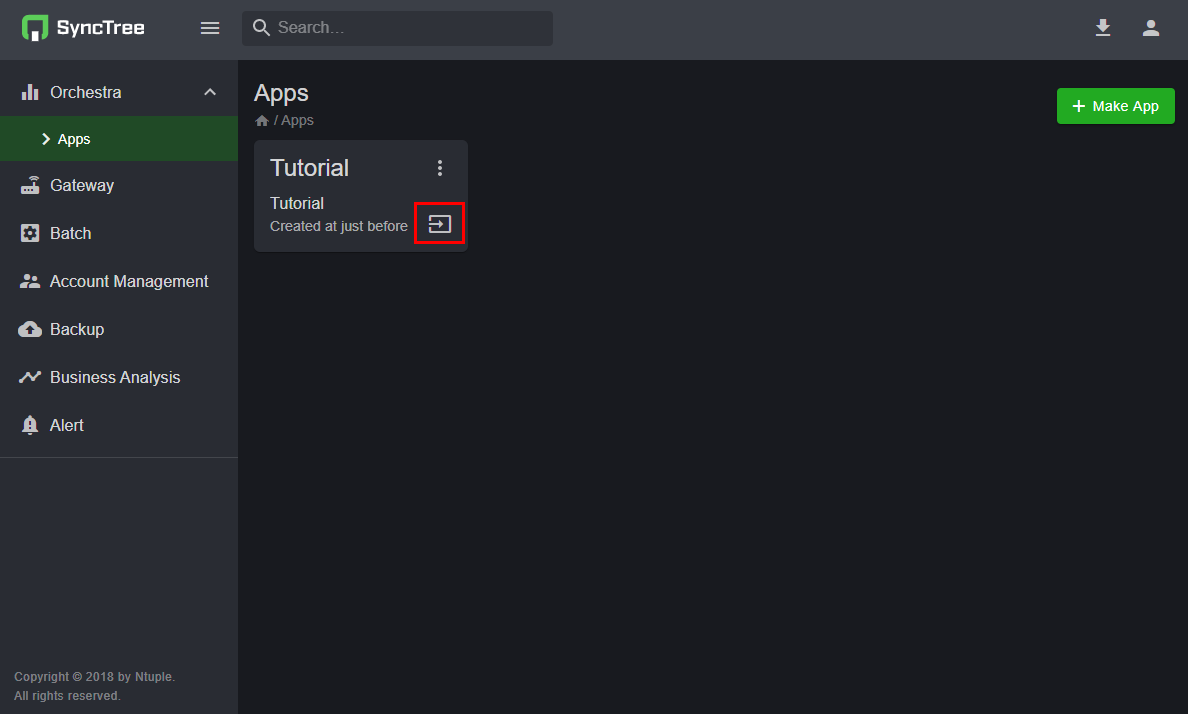 SyncTree
Search...
Orchestra
Apps
Gateway
Batch
Account Management
Backup
Business Analysis
Alert
Copyright © 2018 by Ntuple.
All rights reserved.
Apps
/ Apps
Make App
Tutorial
Tutorial
Created at just before